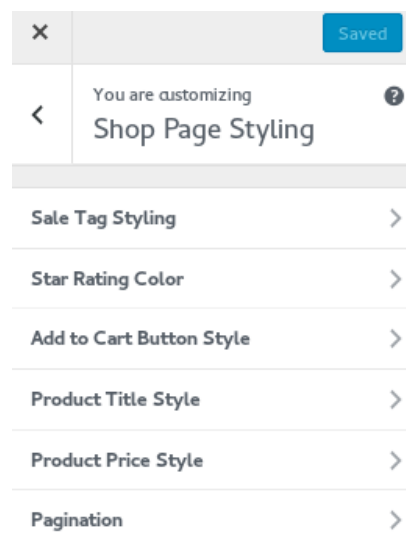 Saved
You are customizing
Shop Page Styling
Sale Tag Styling
Star Rating Color
Add to Cart Button Style
Product Title Style
Product Price Style
Pagination